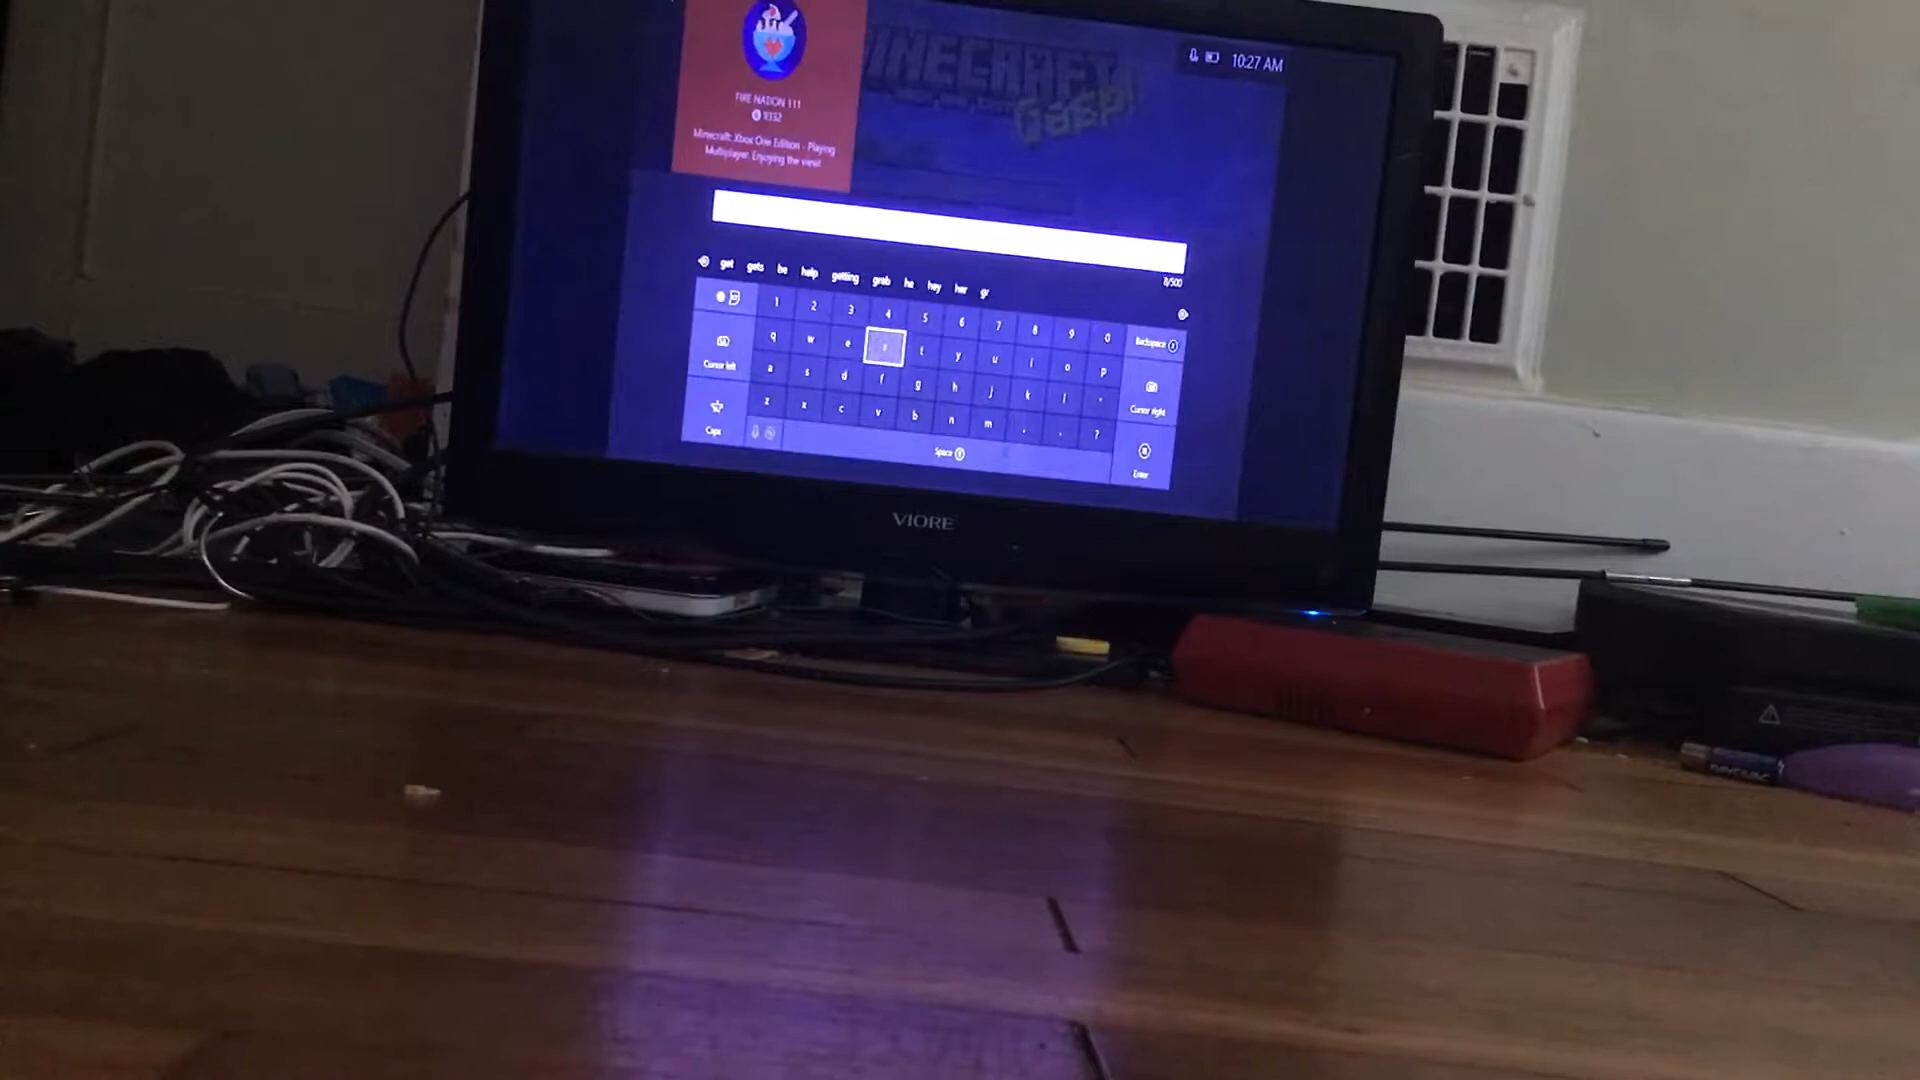 MINECRAFT
Gasp!
10:27 AM
FIRE NATION 111
9332
Minecraft: Xbox One Edition - Playing
Multiplayer. Enjoying the view!
8/500
get gets be help getting grab he hey her gr
1 2 3 4 5 6 7 8 9 0
Backspace
q w e r t y u i o p
Cursor left
a s d f g h j k l
Cursor right
z x c v b n m , . ?
Caps
Space
Enter
VIORE